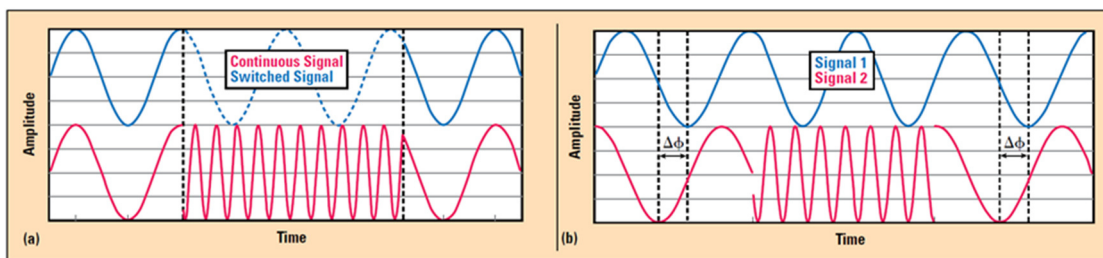 Continuous Signal
Switched Signal
Amplitude
Time
(a)
Signal 1
Signal 2
Amplitude
Δϕ
Δϕ
Time
(b)